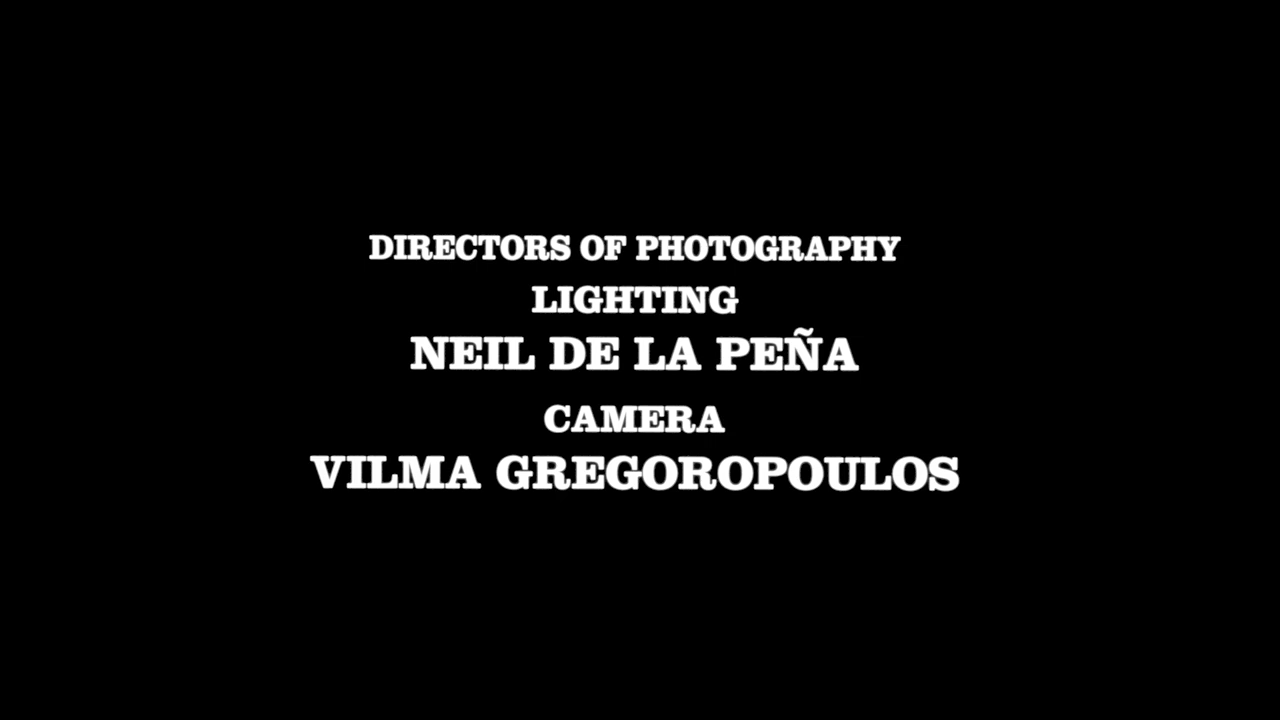 DIRECTORS OF PHOTOGRAPHY
LIGHTING
NEIL DE LA PEÑA
CAMERA
VILMA GREGOROPOULOS